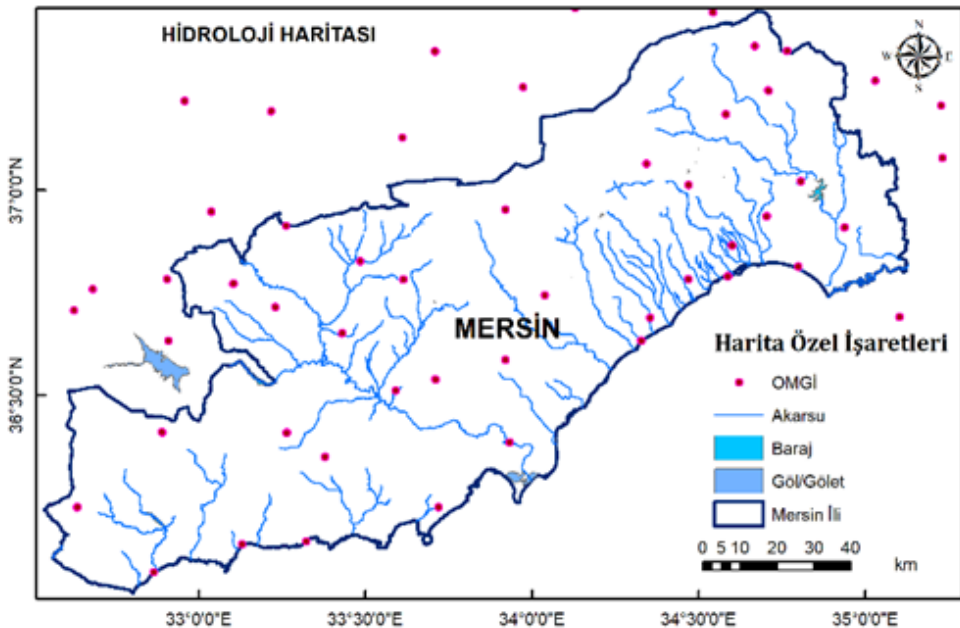 HİDROLOJİ HARİTASI
N
W E
S
37°0'0"N
36°30'0"N
MERSİN
Harita Özel İşaretleri
OMGİ
Akarsu
Baraj
Göl/Gölet
Mersin İli
0 5 10 20 30 40
km
33°0'0"E 33°30'0"E 34°0'0"E 34°30'0"E 35°0'0"E